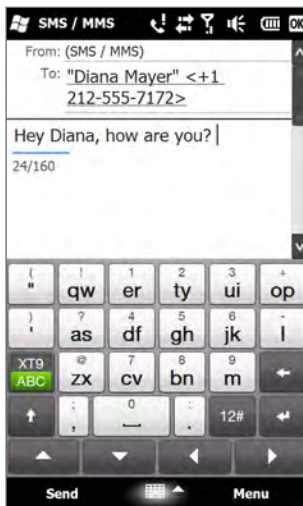 SMS / MMS OK
From: (SMS / MMS)
To: "Diana Mayer" <+1
212-555-7172>
Hey Diana, how are you?
24/160
( ! 1 2 3 +
" qw er ty ui op
) ? 4 5 6 -
' as df gh jk l
XT9 @ 7 8 9
ABC zx cv bn m
; 0 :
, . 12#
Send Menu